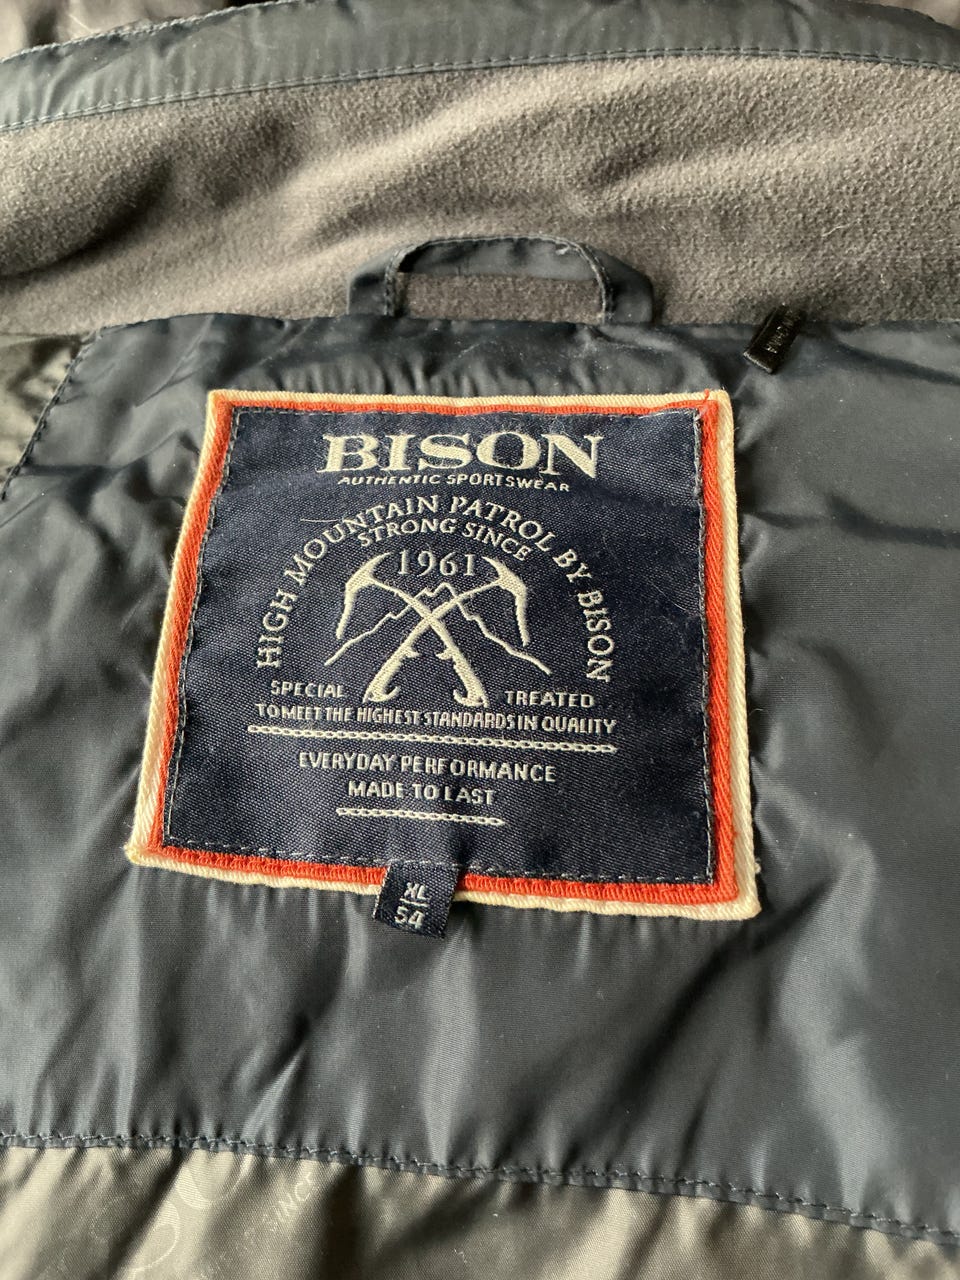 BISON
AUTHENTIC SPORTSWEAR
HIGH MOUNTAIN PATROL BY BISON
STRONG SINCE
1961
SPECIAL TREATED
TO MEET THE HIGHEST STANDARDS IN QUALITY
EVERYDAY PERFORMANCE
MADE TO LAST
XL
54
SINCE